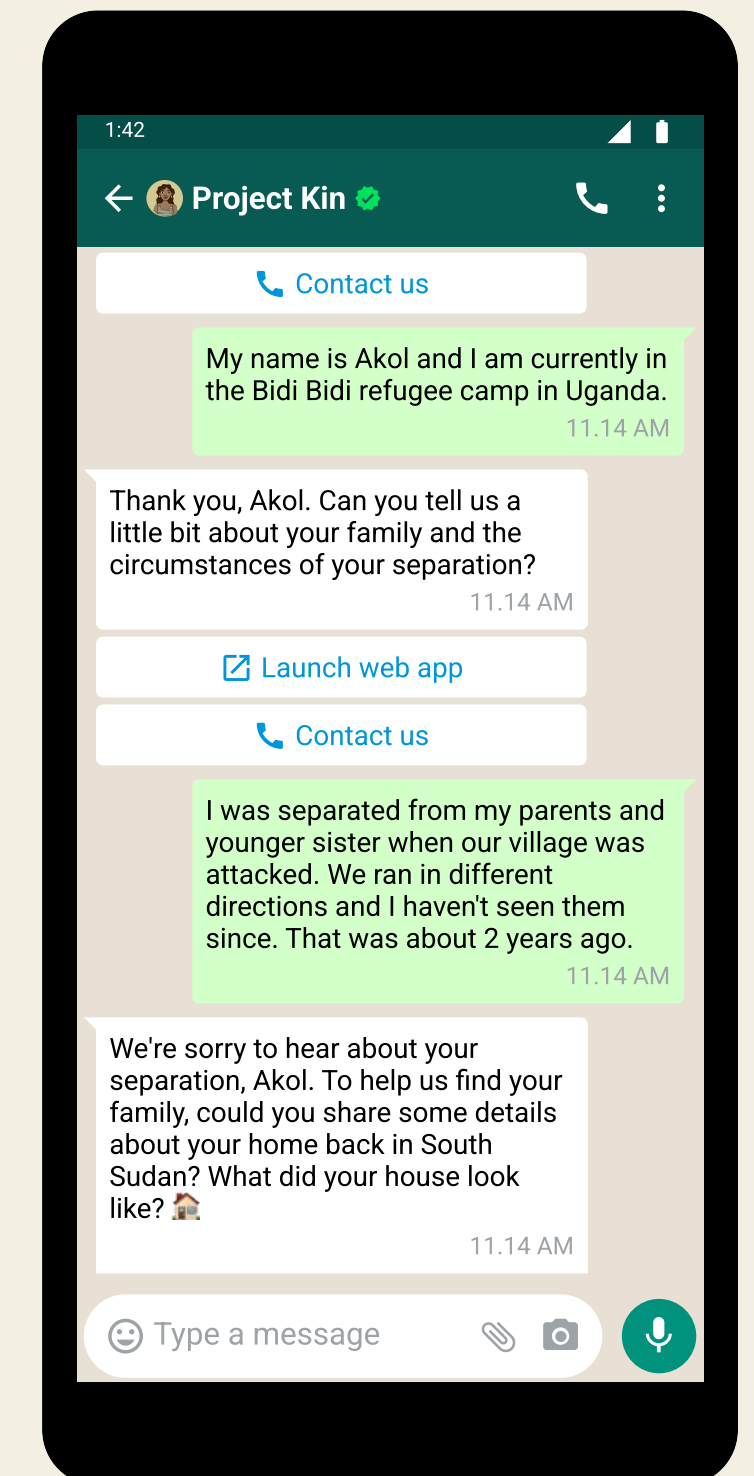 1:42
Project Kin
Contact us
My name is Akol and I am currently in
the Bidi Bidi refugee camp in Uganda.
11.14 AM
Thank you, Akol. Can you tell us a
little bit about your family and the
circumstances of your separation?
11.14 AM
Launch web app
Contact us
I was separated from my parents and
younger sister when our village was
attacked. We ran in different
directions and I haven't seen them
since. That was about 2 years ago.
11.14 AM
We're sorry to hear about your
separation, Akol. To help us find your
family, could you share some details
about your home back in South
Sudan? What did your house look
like? 🏠
11.14 AM
Type a message